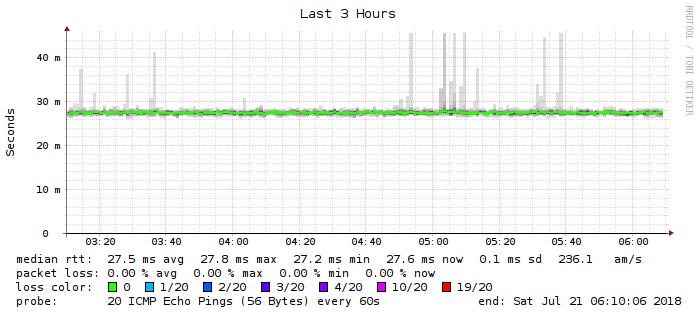 Last 3 Hours
RRDTOOL / TOBI OETIKER
Seconds
40 m
30 m
20 m
10 m
0
03:20 03:40 04:00 04:20 04:40 05:00 05:20 05:40 06:00
median rtt: 27.5 ms avg 27.8 ms max 27.2 ms min 27.6 ms now 0.1 ms sd 236.1 am/s
packet loss: 0.00 % avg 0.00 % max 0.00 % min 0.00 % now
loss color: 0 1/20 2/20 3/20 4/20 10/20 19/20
probe: 20 ICMP Echo Pings (56 Bytes) every 60s end: Sat Jul 21 06:10:06 2018